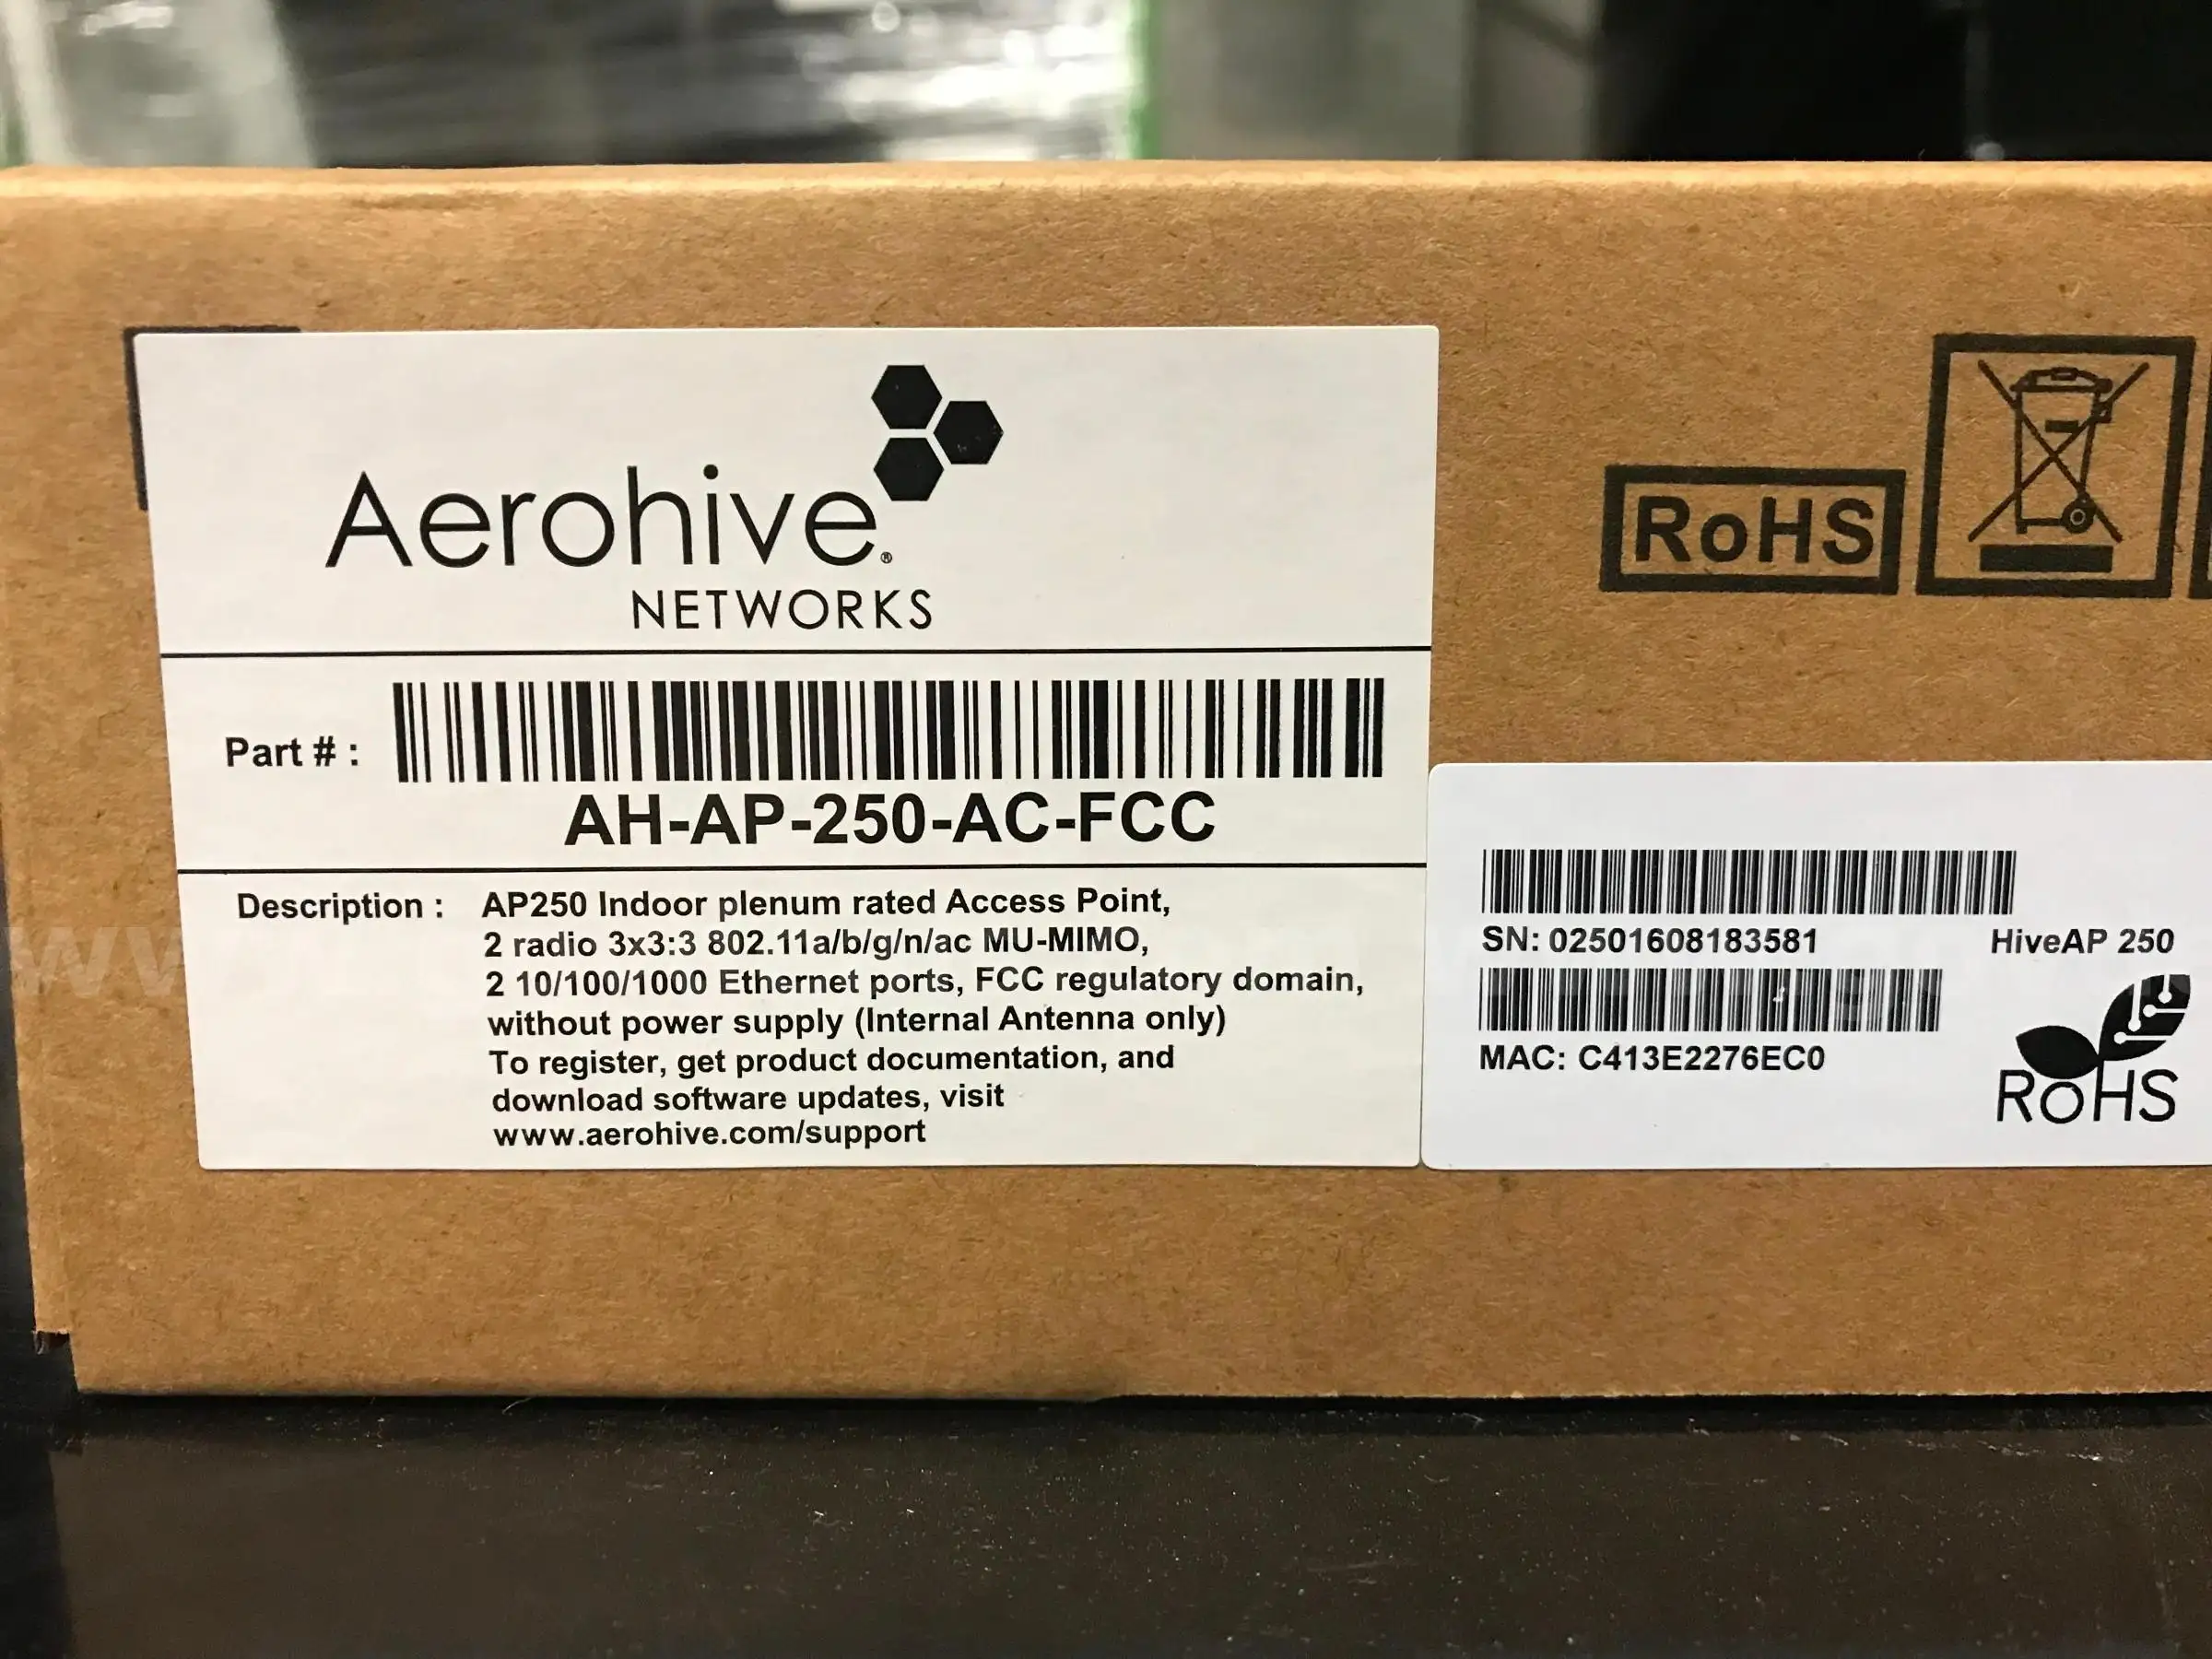 Aerohive®
NETWORKS
Part # :
AH-AP-250-AC-FCC
Description : AP250 Indoor plenum rated Access Point,
2 radio 3x3:3 802.11a/b/g/n/ac MU-MIMO,
2 10/100/1000 Ethernet ports, FCC regulatory domain,
without power supply (Internal Antenna only)
To register, get product documentation, and
download software updates, visit
www.aerohive.com/support
RoHS
SN: 02501608183581 HiveAP 250
MAC: C413E2276EC0
RoHS